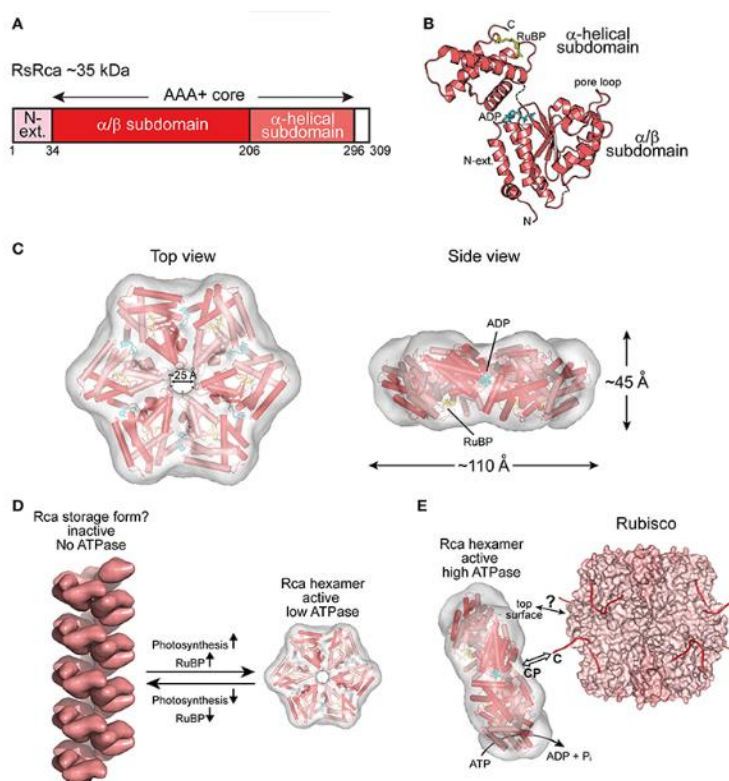 A
RsRca ~35 kDa
AAA+ core
N-
ext.
α/β subdomain
α-helical
subdomain
1
34
206
296
309
B
C
RuBP
α-helical
subdomain
pore loop
ADP
α/β
subdomain
N-ext.
N
C
Top view
Side view
~25 Å
ADP
RuBP
~45 Å
~110 Å
D
Rca storage form?
inactive
No ATPase
Photosynthesis
RuBP
Photosynthesis
RuBP
Rca hexamer
active
low ATPase
E
Rca hexamer
active
high ATPase
Rubisco
top
surface
?
C
CP
ATP
ADP + Pi